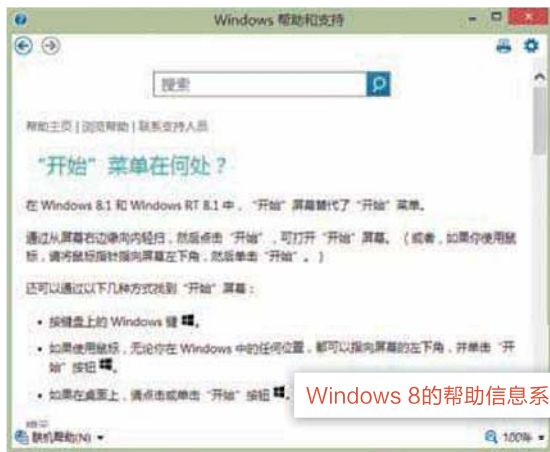 Windows 帮助和支持
搜索
帮助主页 | 浏览帮助 | 联系支持人员
“开始”菜单在何处？
在 Windows 8.1 和 Windows RT 8.1 中，“开始”屏幕替代了“开始”菜单。
通过从屏幕右边缘向内轻扫，然后点击“开始”，可打开“开始”屏幕。（或者，如果你使用鼠
标，请将鼠标指针指向屏幕左下角，然后单击“开始”。）
还可以通过以下几种方式找到“开始”屏幕：
• 按键盘上的 Windows 键 。
• 如果使用鼠标，无论你在 Windows 中的任何位置，都可以指向屏幕的左下角，并单击“开
始”按钮 。
• 如果在桌面上，请点击或单击“开始”按钮 。
Windows 8的帮助信息系
联机帮助(N)
100%